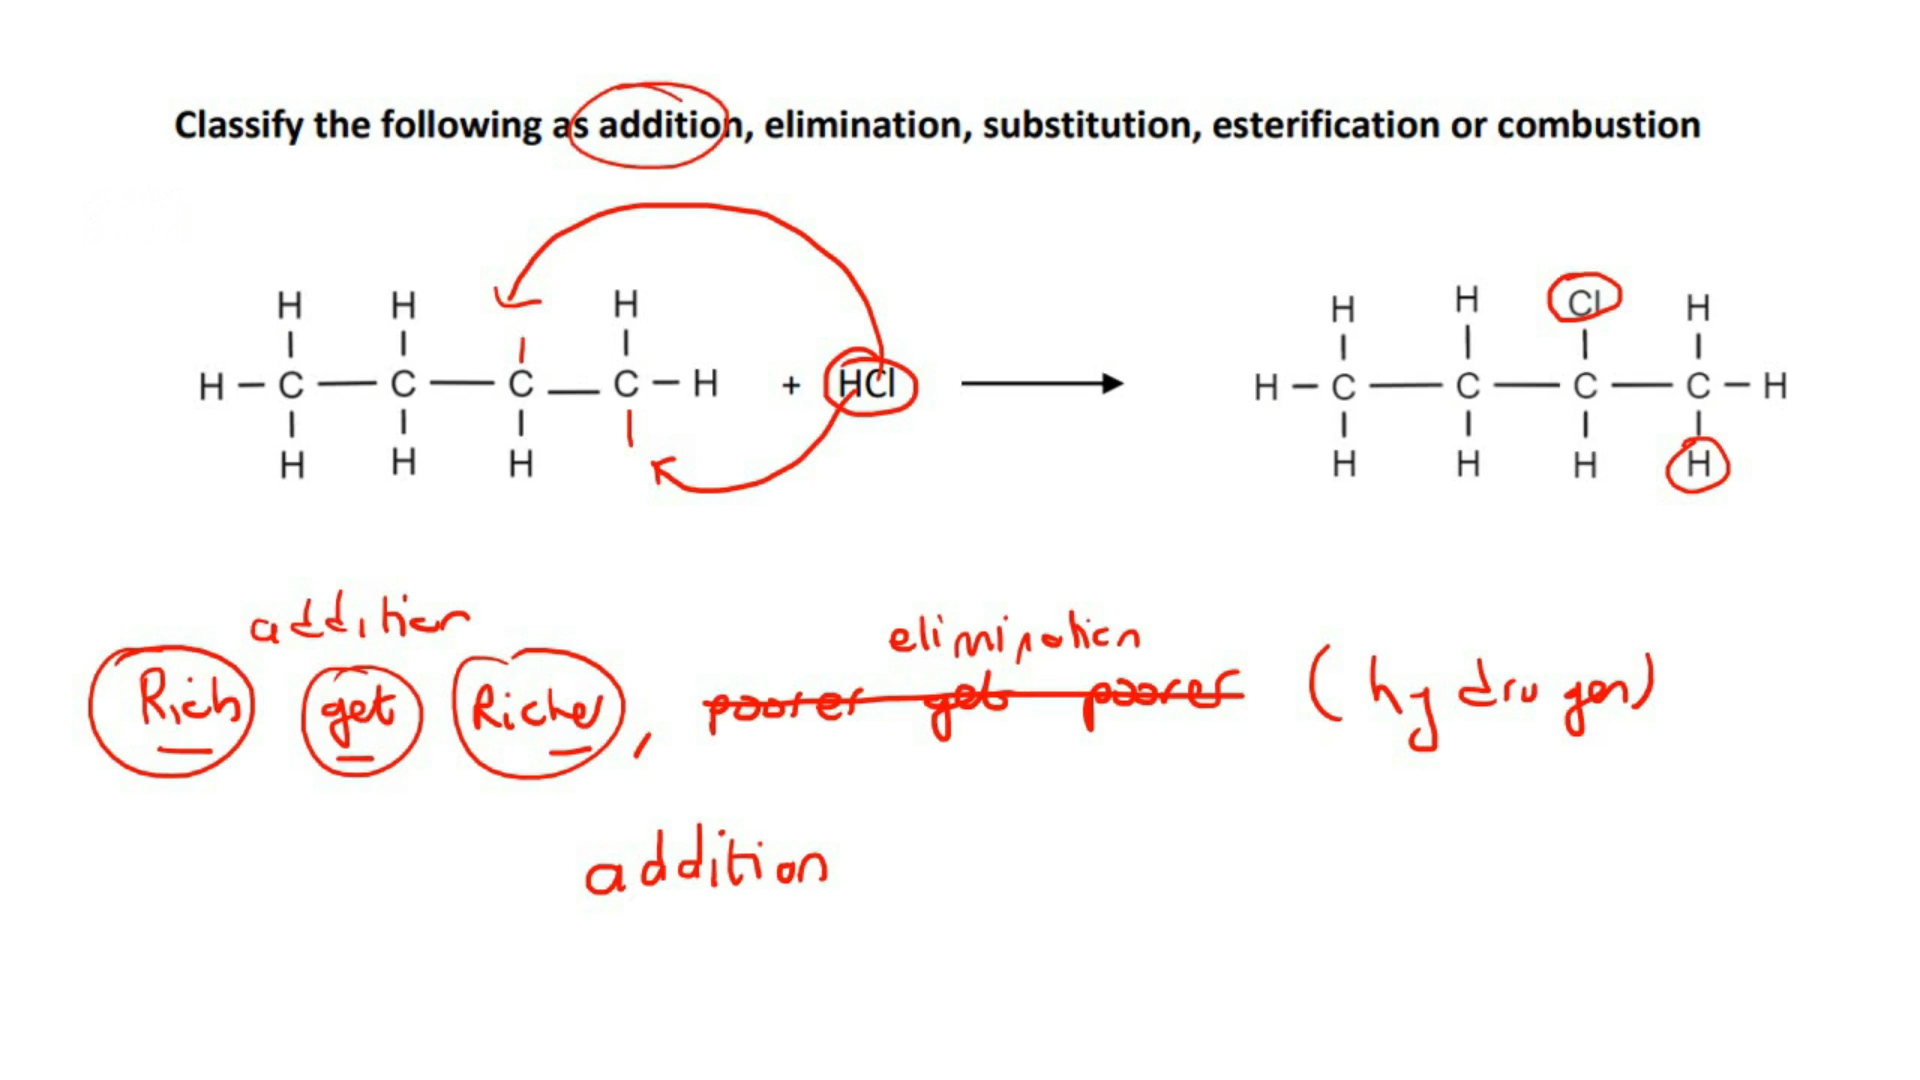 Classify the following as addition, elimination, substitution, esterification or combustion
H H H H H Cl H
H — C — C — C — C — H + HCl → H — C — C — C — C — H
H H H H H H H
addition elimination
Rich get Richer, poorer get poorer (hydrogen)
addition